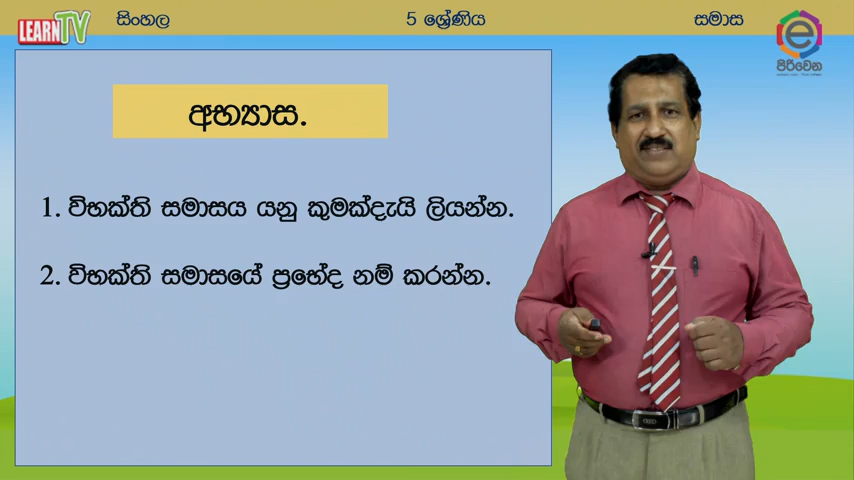 LEARN TV
සිංහල
5 ශ්‍රේණිය
සමාස
පිරිවෙන
අභ්‍යාස.
1. විභක්ති සමාසය යනු කුමක්දැයි ලියන්න.
2. විභක්ති සමාසයේ ප්‍රභේද නම් කරන්න.